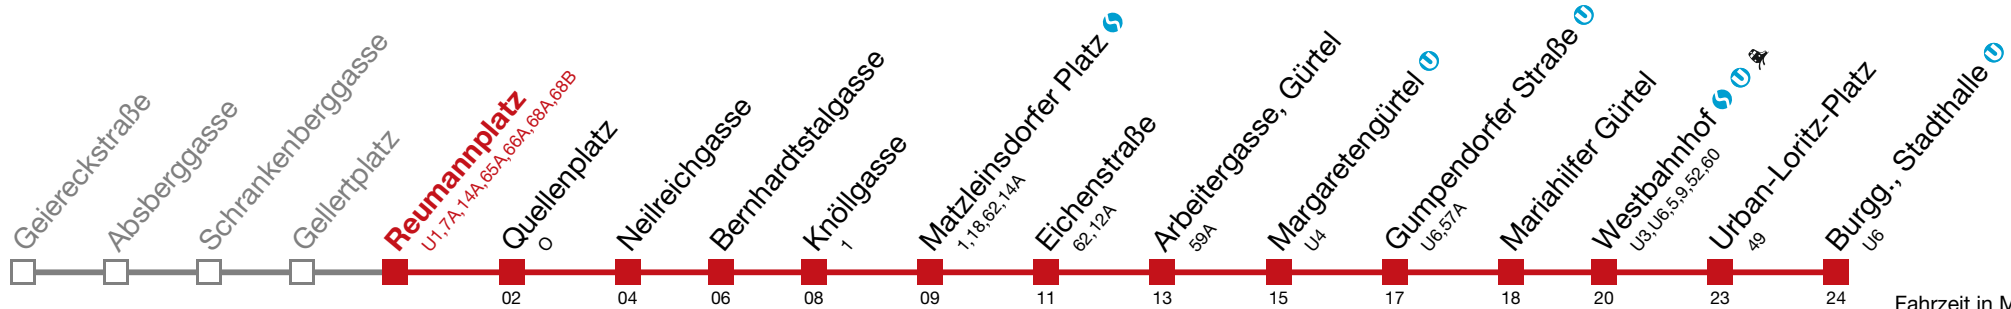 Geiereckstraße
Absberggasse
Schrankenberggasse
Gellertplatz
Reumannplatz
U1,7A,14A,65A,66A,68A,68B
Quellenplatz
O
02
Neilreichgasse
04
Bernhardtstalgasse
06
Knöllgasse
1
08
Matzleinsdorfer Platz S
1,18,62,14A
09
Eichenstraße
62,12A
11
Arbeitergasse, Gürtel
59A
13
Margaretengürtel U
U4
15
Gumpendorfer Straße U
U6,57A
17
Mariahilfer Gürtel
18
Westbahnhof S U
U3,U6,5,9,52,60
20
Urban-Loritz-Platz
49
23
Burgg., Stadthalle U
U6
24
Fahrzeit in M